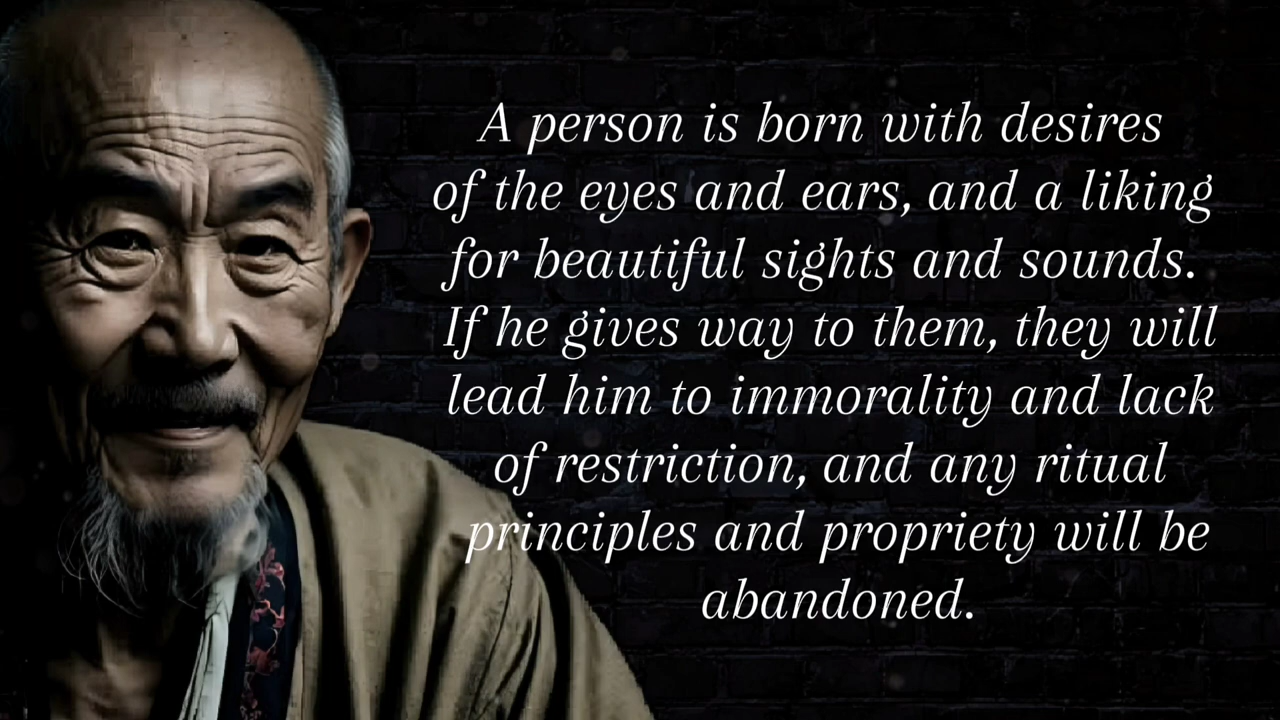 A person is born with desires
of the eyes and ears, and a liking
for beautiful sights and sounds.
If he gives way to them, they will
lead him to immorality and lack
of restriction, and any ritual
principles and propriety will be
abandoned.